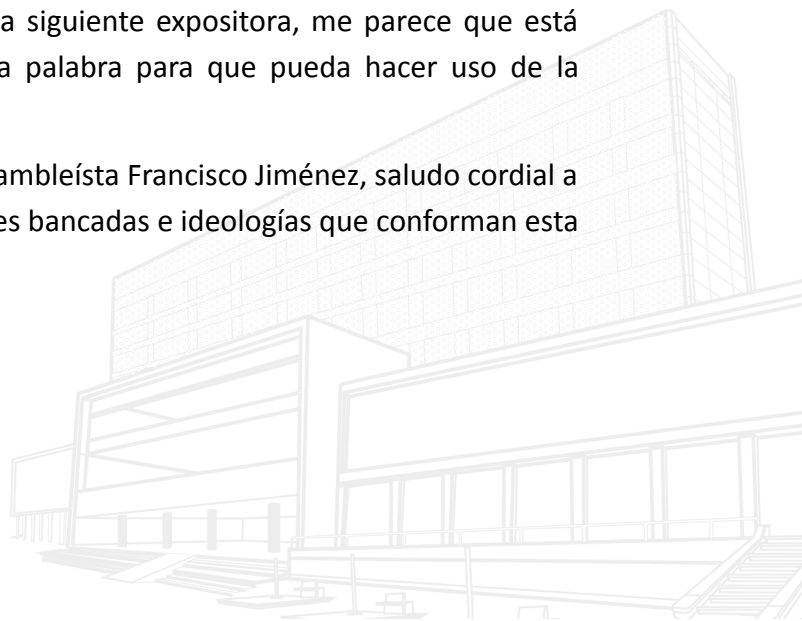 a siguiente expositora, me parece que está
a palabra para que pueda hacer uso de la
ambleísta Francisco Jiménez, saludo cordial a
es bancadas e ideologías que conforman esta